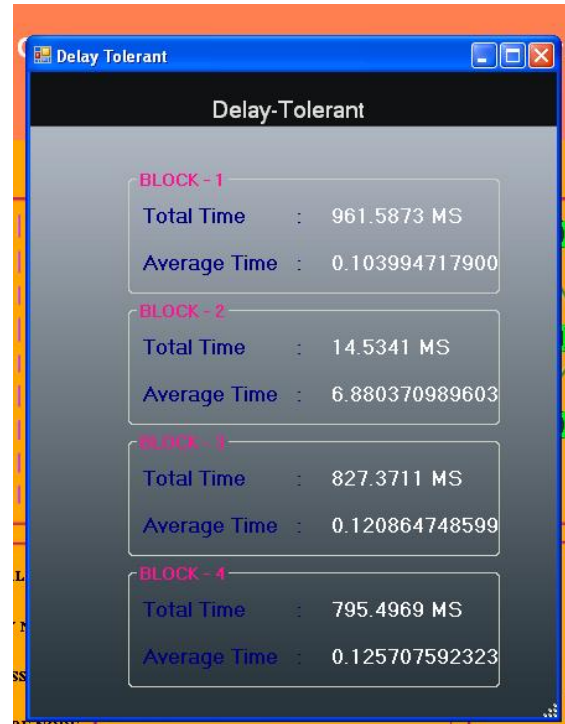 Delay Tolerant
Delay-Tolerant
BLOCK - 1
Total Time : 961.5873 MS
Average Time : 0.103994717900
BLOCK - 2
Total Time : 14.5341 MS
Average Time : 6.880370989603
BLOCK - 3
Total Time : 827.3711 MS
Average Time : 0.120864748599
BLOCK - 4
Total Time : 795.4969 MS
Average Time : 0.125707592323